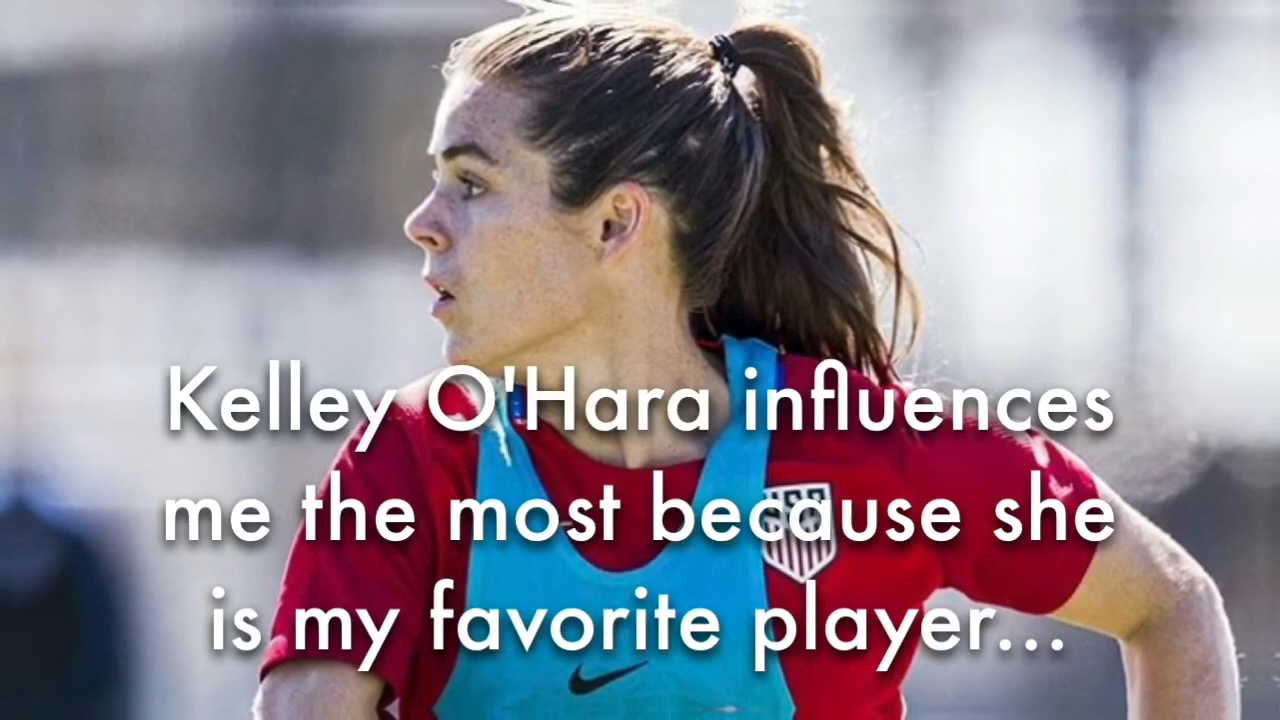 Kelley O'Hara influences
me the most because she
is my favorite player...